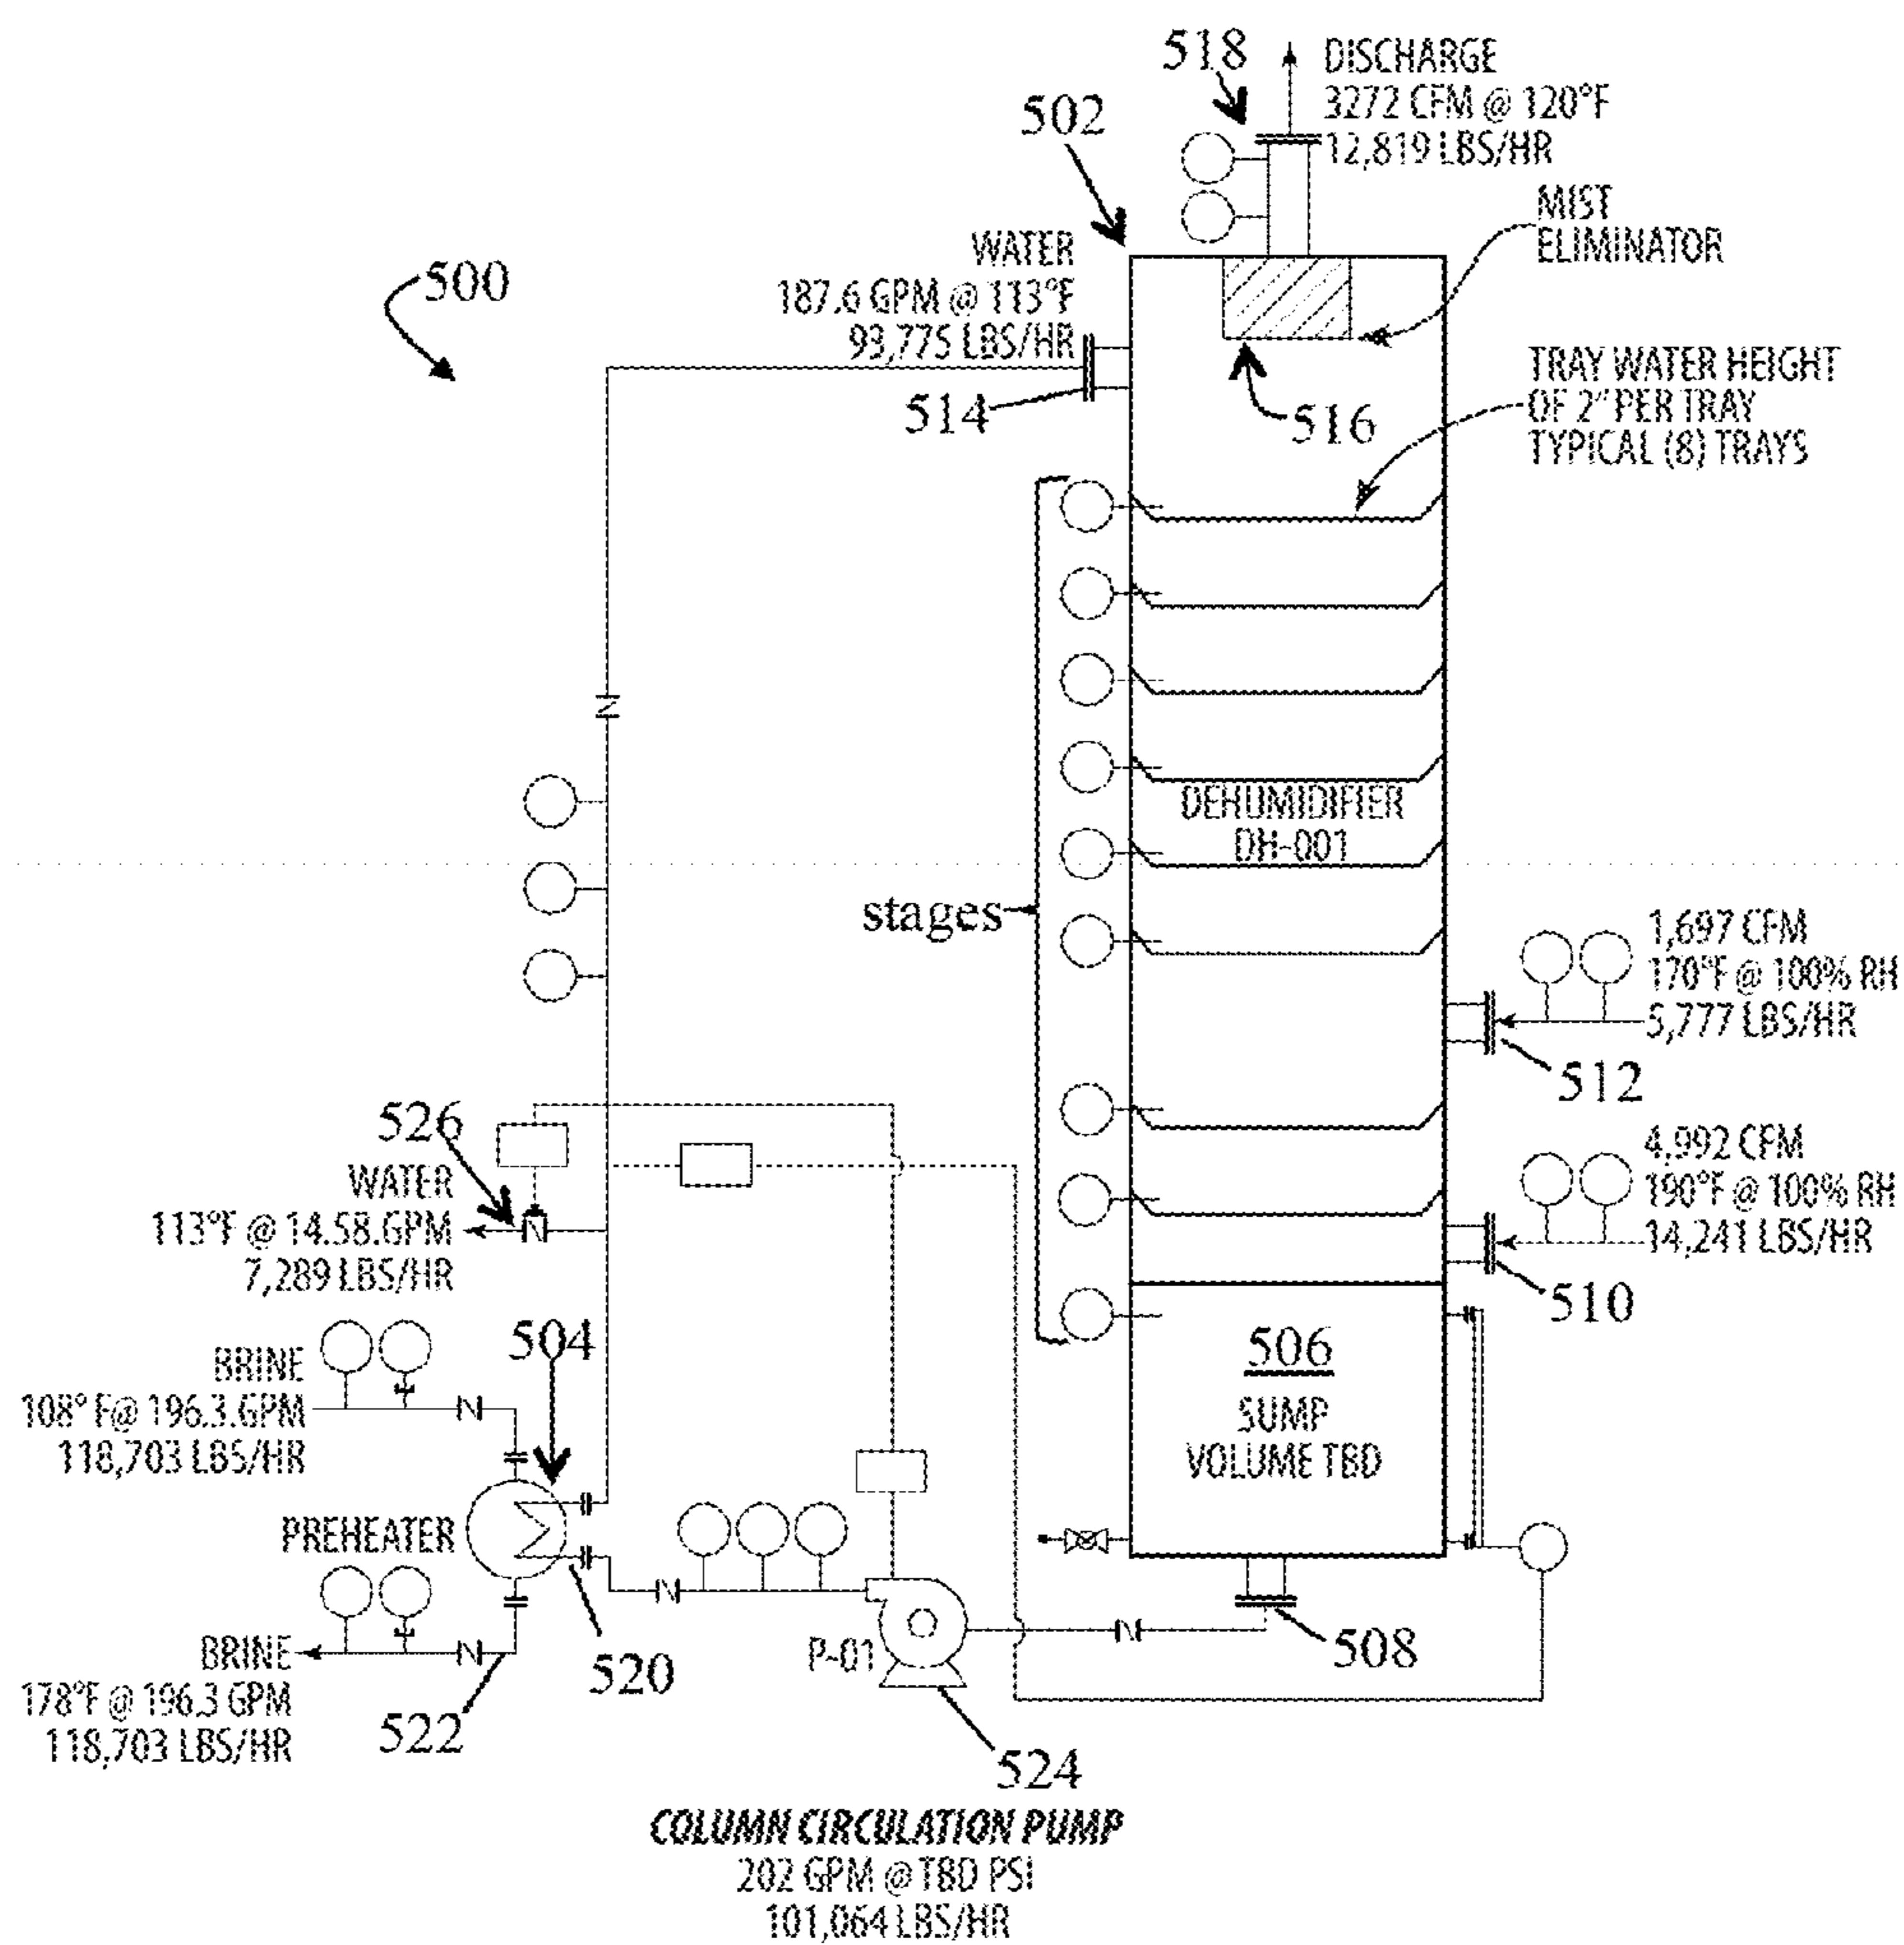 518
DISCHARGE
3272 CFM @ 120°F
12,819 LBS/HR
502
MIST
ELIMINATOR
WATER
187.6 GPM @ 113°F
93,775 LBS/HR
500
514
516
TRAY WATER HEIGHT
OF 2" PER TRAY
TYPICAL (8) TRAYS
DEHUMIDIFIER
DH-001
stages
1,697 CFM
170°F @ 100% RH
5,777 LBS/HR
512
526
WATER
113°F @ 14.58.GPM
7,289 LBS/HR
4,992 CFM
190°F @ 100% RH
14,241 LBS/HR
510
504
BRINE
108° F@ 196.3.GPM
118,703 LBS/HR
506
SUMP
VOLUME TBD
PREHEATER
BRINE
178°F @ 196.3 GPM
118,703 LBS/HR
522
520
P-01
508
524
COLUMN CIRCULATION PUMP
202 GPM @ TBD PSI
101,064 LBS/HR